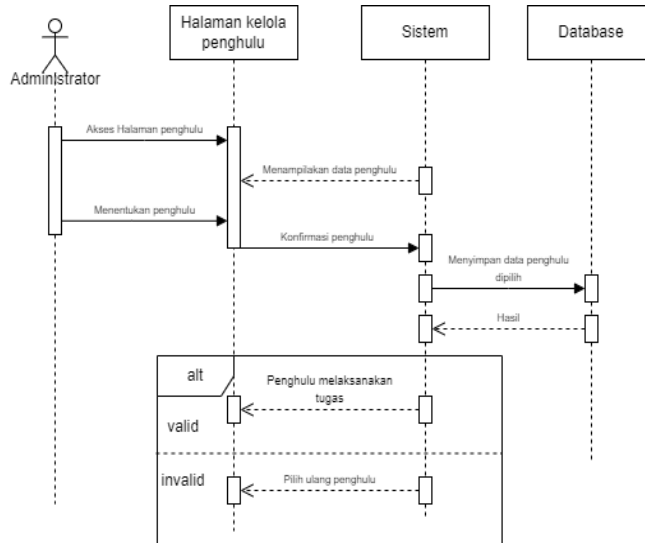 Halaman kelola
penghulu
Sistem
Database
Administrator
Akses Halaman penghulu
Menampilakan data penghulu
Menentukan penghulu
Konfirmasi penghulu
Menyimpan data penghulu
dipilih
Hasil
alt
Penghulu melaksanakan
tugas
valid
invalid
Pilih ulang penghulu